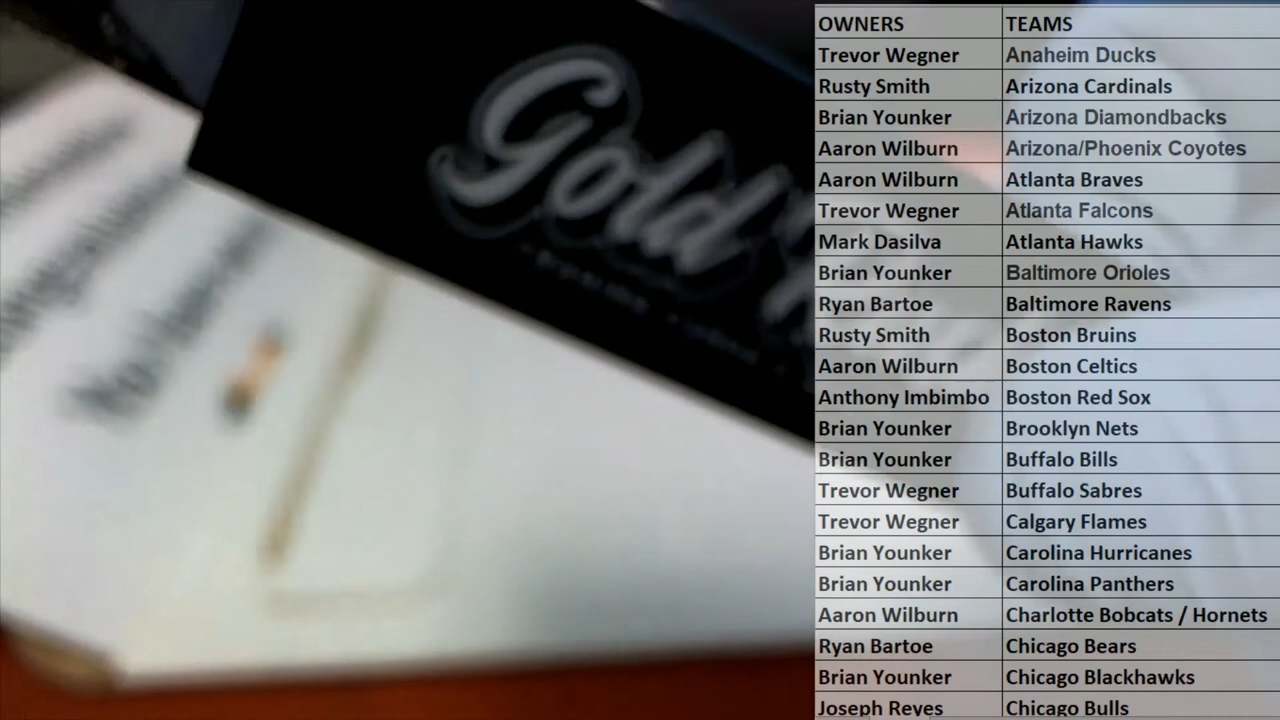 Gold
OWNERS TEAMS
Trevor Wegner Anaheim Ducks
Rusty Smith Arizona Cardinals
Brian Younker Arizona Diamondbacks
Aaron Wilburn Arizona/Phoenix Coyotes
Aaron Wilburn Atlanta Braves
Trevor Wegner Atlanta Falcons
Mark Dasilva Atlanta Hawks
Brian Younker Baltimore Orioles
Ryan Bartoe Baltimore Ravens
Rusty Smith Boston Bruins
Aaron Wilburn Boston Celtics
Anthony Imbimbo Boston Red Sox
Brian Younker Brooklyn Nets
Brian Younker Buffalo Bills
Trevor Wegner Buffalo Sabres
Trevor Wegner Calgary Flames
Brian Younker Carolina Hurricanes
Brian Younker Carolina Panthers
Aaron Wilburn Charlotte Bobcats / Hornets
Ryan Bartoe Chicago Bears
Brian Younker Chicago Blackhawks
Joseph Reyes Chicago Bulls